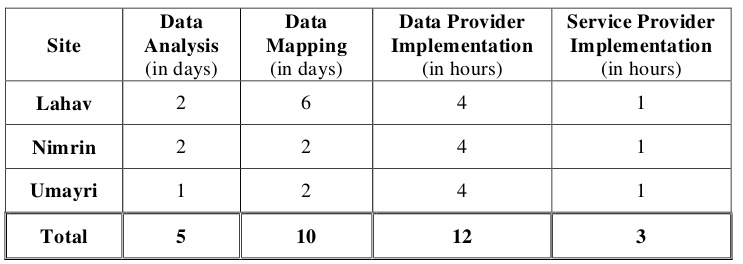 Site
Data
Analysis
(in days)
Data
Mapping
(in days)
Data Provider
Implementation
(in hours)
Service Provider
Implementation
(in hours)
Lahav 2 6 4 1
Nimrin 2 2 4 1
Umayri 1 2 4 1
Total 5 10 12 3